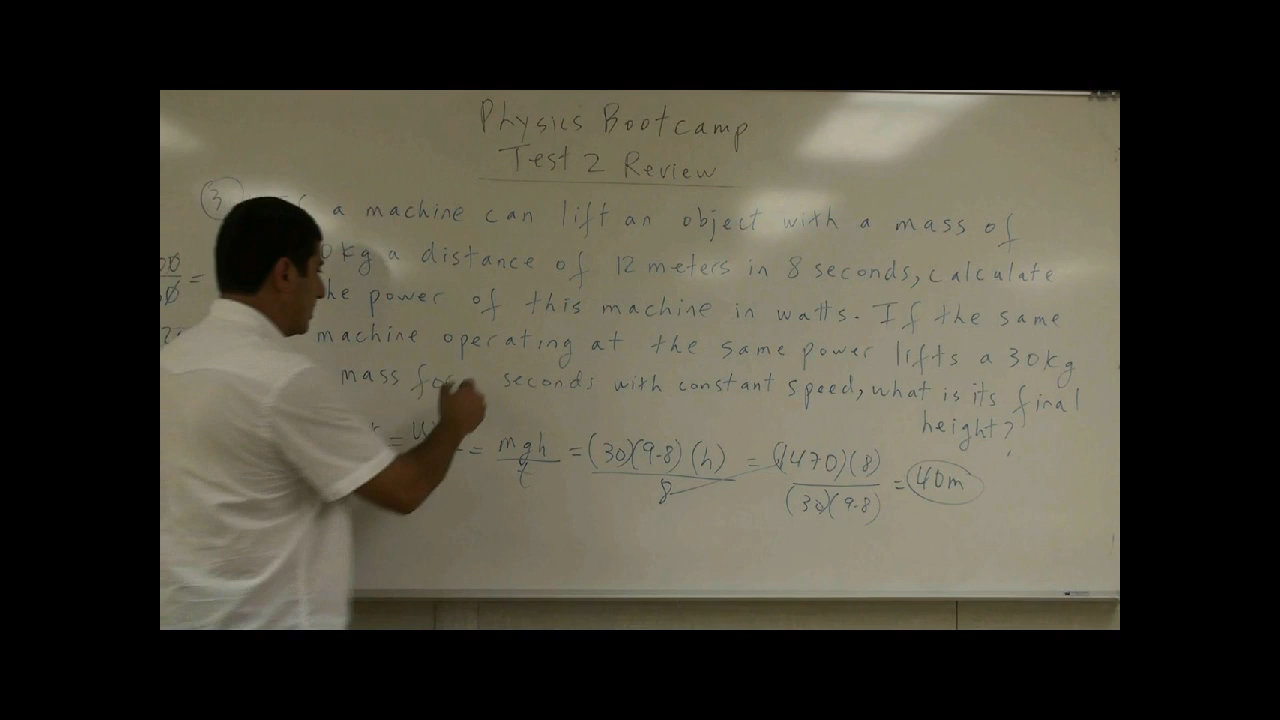 Physics Bootcamp
Test 2 Review
3 a machine can lift an object with a mass of
0kg a distance of 12 meters in 8 seconds, calculate
he power of this machine in watts. If the same
machine operating at the same power lifts a 30kg
mass seconds with constant speed, what is its final
height?
= = mgh/t = (30)(9.8)(h)/8 = (1470)(8)/(30)(9.8) = 40m